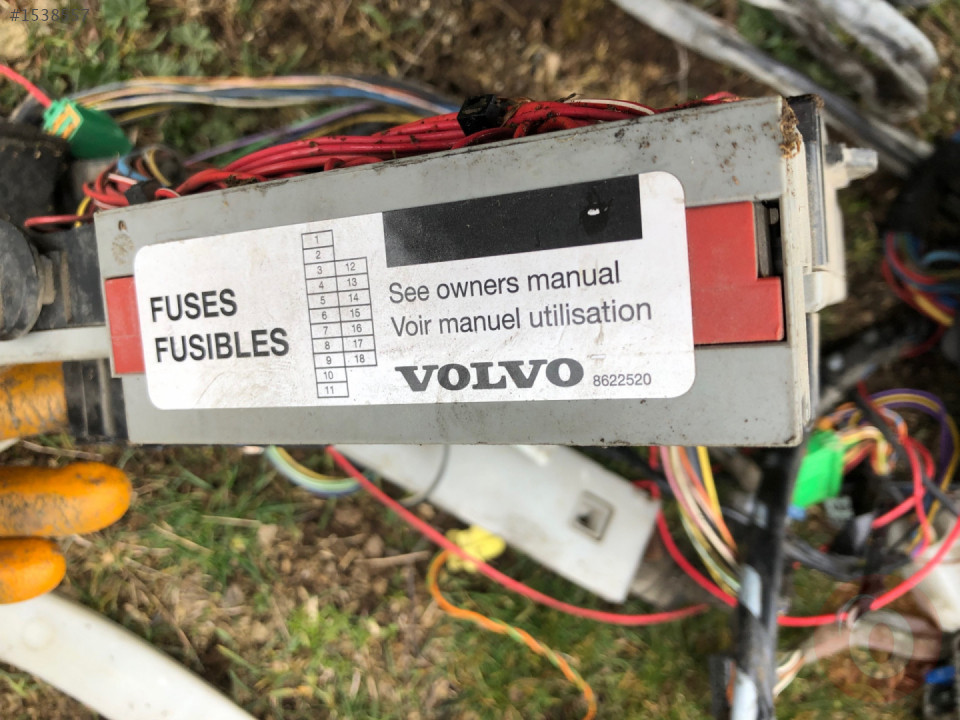 FUSES
FUSIBLES
1
2
3 12
4 13
5 14
6 15
7 16
8 17
9 18
10
11
See owners manual
Voir manuel utilisation
VOLVO 8622520